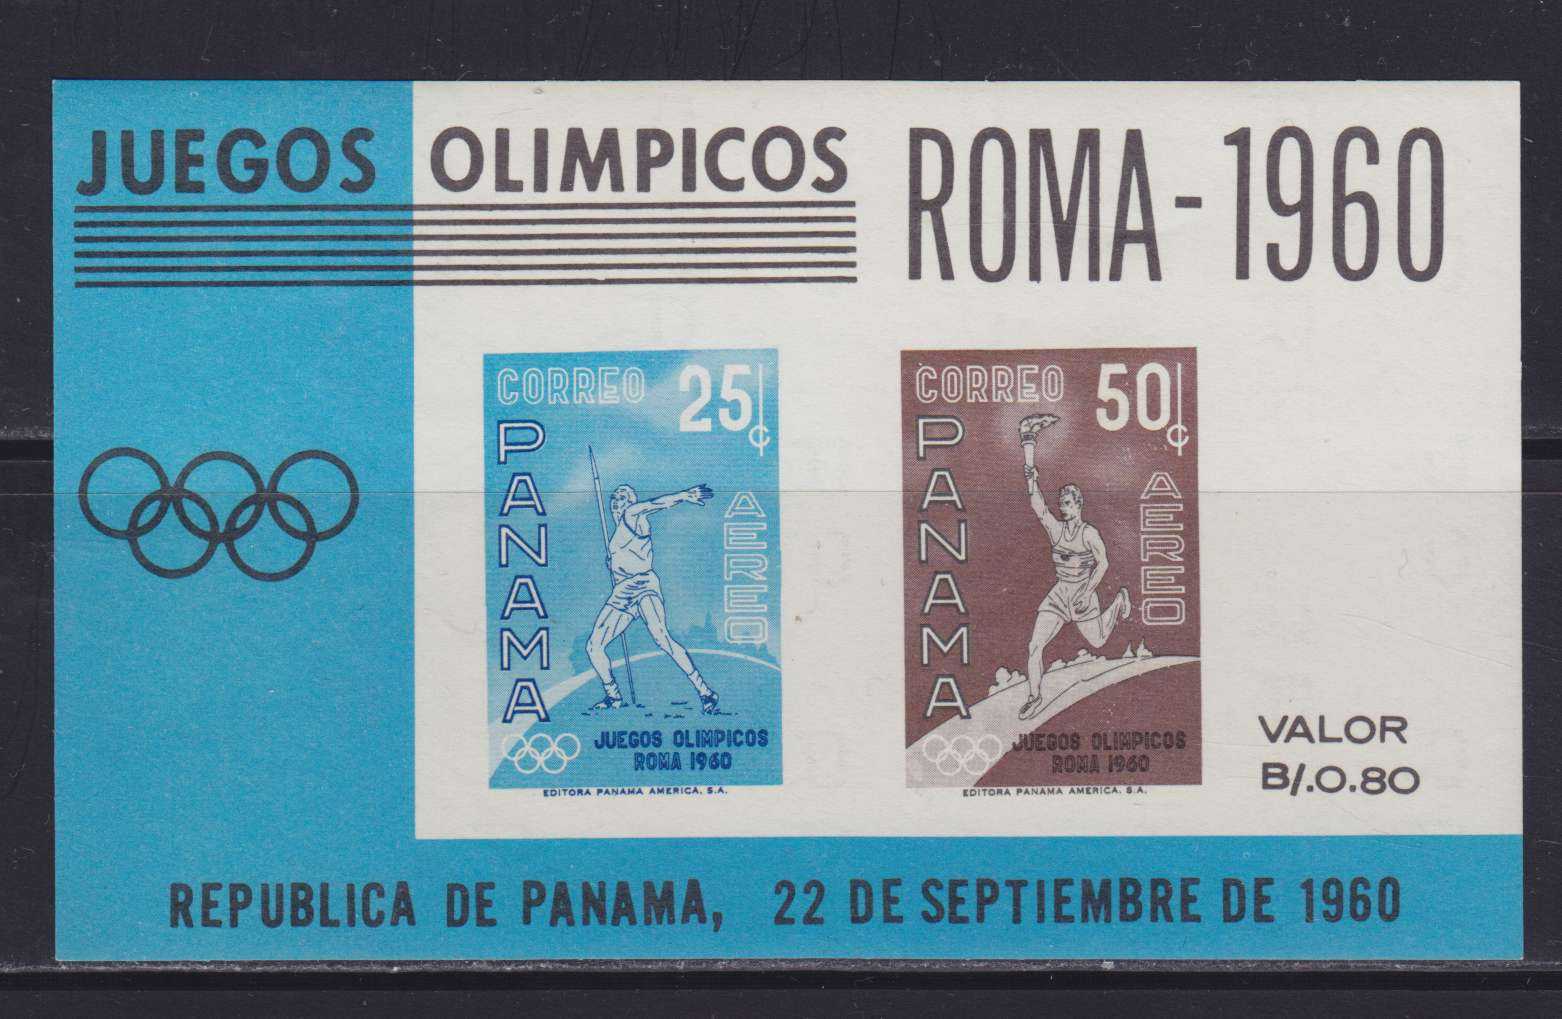 JUEGOS OLIMPICOS ROMA-1960
CORREO 25¢
PANAMA
AEREO
JUEGOS OLIMPICOS
ROMA 1960
EDITORA PANAMA AMERICA, S.A.
CORREO 50¢
PANAMA
AEREO
JUEGOS OLIMPICOS
ROMA 1960
EDITORA PANAMA AMERICA, S.A.
VALOR
B/.0.80
REPUBLICA DE PANAMA, 22 DE SEPTIEMBRE DE 1960